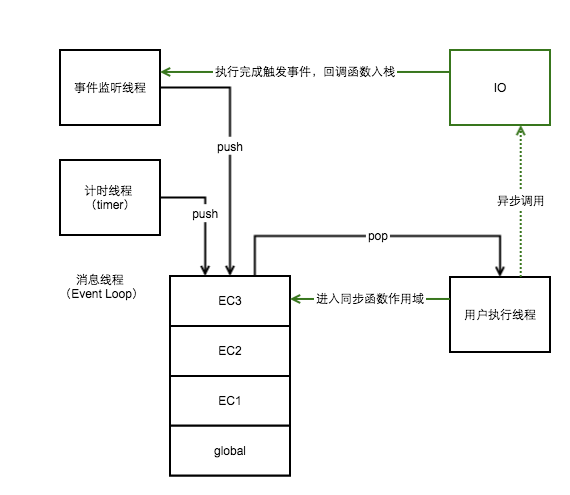 执行完成触发事件，回调函数入栈
事件监听线程
IO
push
计时线程
（timer）
push
异步调用
pop
消息线程
（Event Loop）
EC3
进入同步函数作用域
用户执行线程
EC2
EC1
global